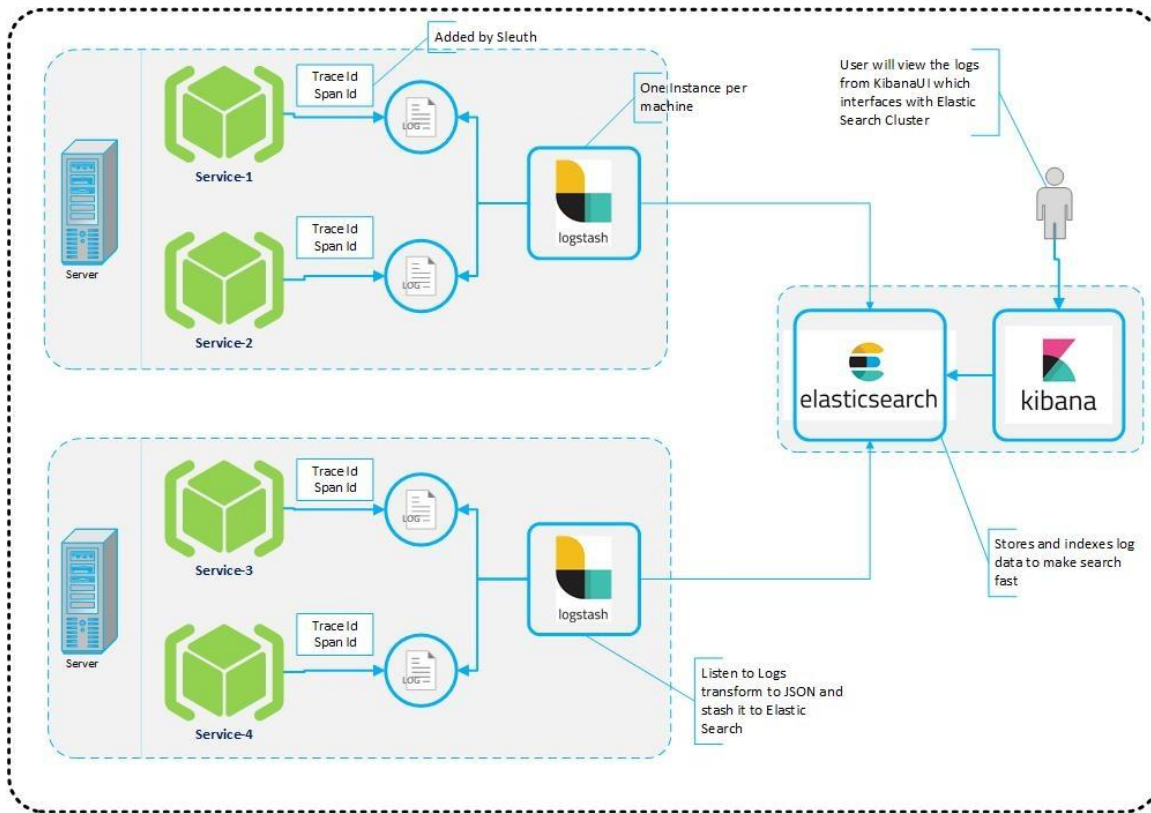 Added by Sleuth
Trace Id
Span Id
LOG
Service-1
One Instance per
machine
User will view the logs
from KibanaUI which
interfaces with Elastic
Search Cluster
logstash
Server
Trace Id
Span Id
LOG
Service-2
elasticsearch
kibana
Trace Id
Span Id
LOG
Service-3
logstash
Stores and indexes log
data to make search
fast
Server
Trace Id
Span Id
LOG
Service-4
Listen to Logs
transform to JSON and
stash it to Elastic
Search